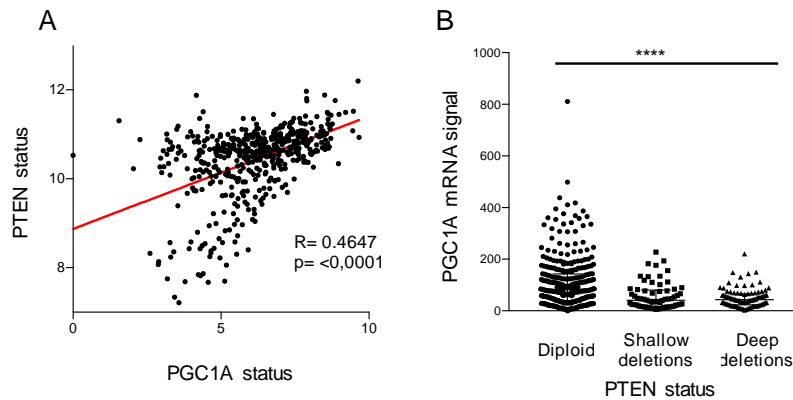 A
PTEN status
12
10
8
0
5
10
R= 0.4647
p= <0,0001
PGC1A status
B
PGC1A mRNA signal
1000
800
600
400
200
0
****
Diploid
Shallow
deletions
Deep
deletions
PTEN status